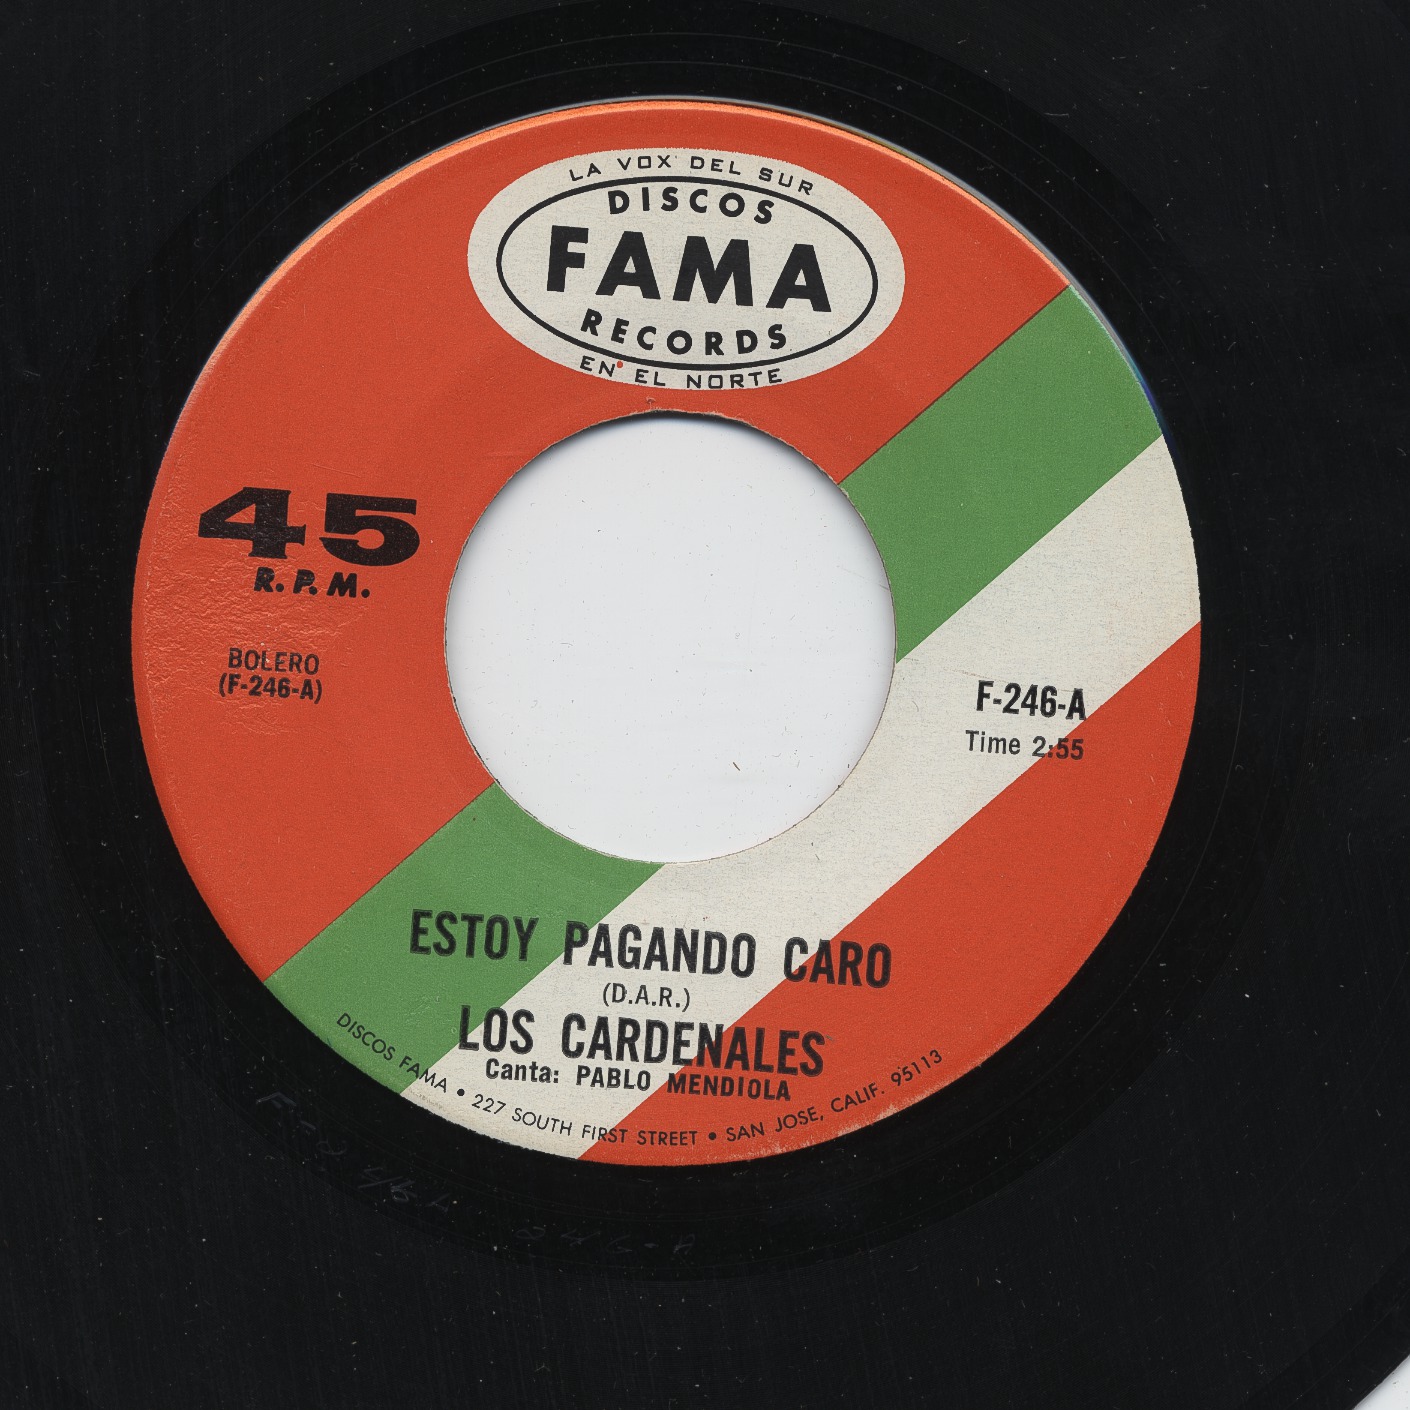 LA VOX DEL SUR
DISCOS
FAMA
RECORDS
EN EL NORTE
45
R.P.M.
BOLERO
(F-246-A)
F-246-A
Time 2:55
ESTOY PAGANDO CARO
(D.A.R.)
LOS CARDENALES
Canta: PABLO MENDIOLA
DISCOS FAMA • 227 SOUTH FIRST STREET • SAN JOSE, CALIF. 95113